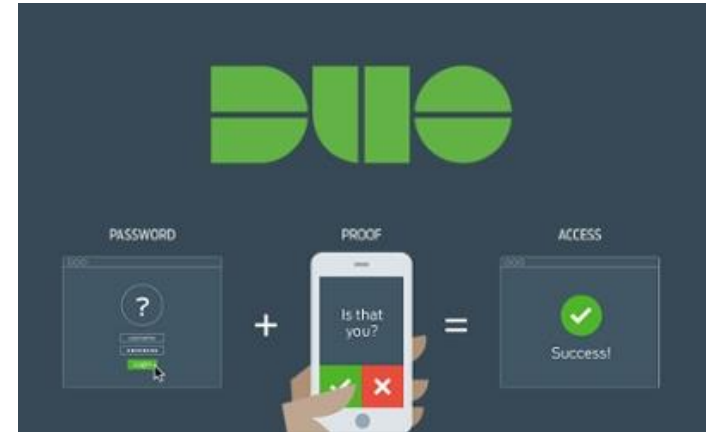 DUO
PASSWORD
PROOF
ACCESS
?
Is that
you?
+
=
Success!